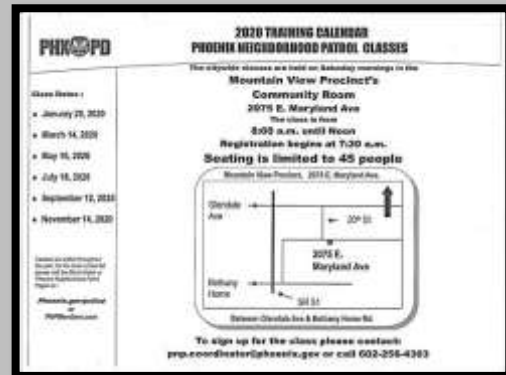 PHX PD
2020 TRAINING CALENDAR
PHOENIX NEIGHBORHOOD PATROL CLASSES
The citywide classes are held on Saturday mornings in the
Mountain View Precinct's
Community Room
2075 E. Maryland Ave
The class is from
8:00 a.m. until Noon
Registration begins at 7:30 a.m.
Seating is limited to 45 people
Class Dates :
January 25, 2020
March 14, 2020
May 16, 2020
July 18, 2020
September 12, 2020
November 14, 2020
Phoenix.gov/police
or
Mountain View Precinct, 2075 E. Maryland Ave.
Glendale
Ave
20th St
2075 E.
Maryland Ave
Bethany
Home
SR 51
Between Glendale Ave & Bethany Home Rd.
To sign up for the class please contact:
pnp.coordinator@phoenix.gov or call 602-256-4303